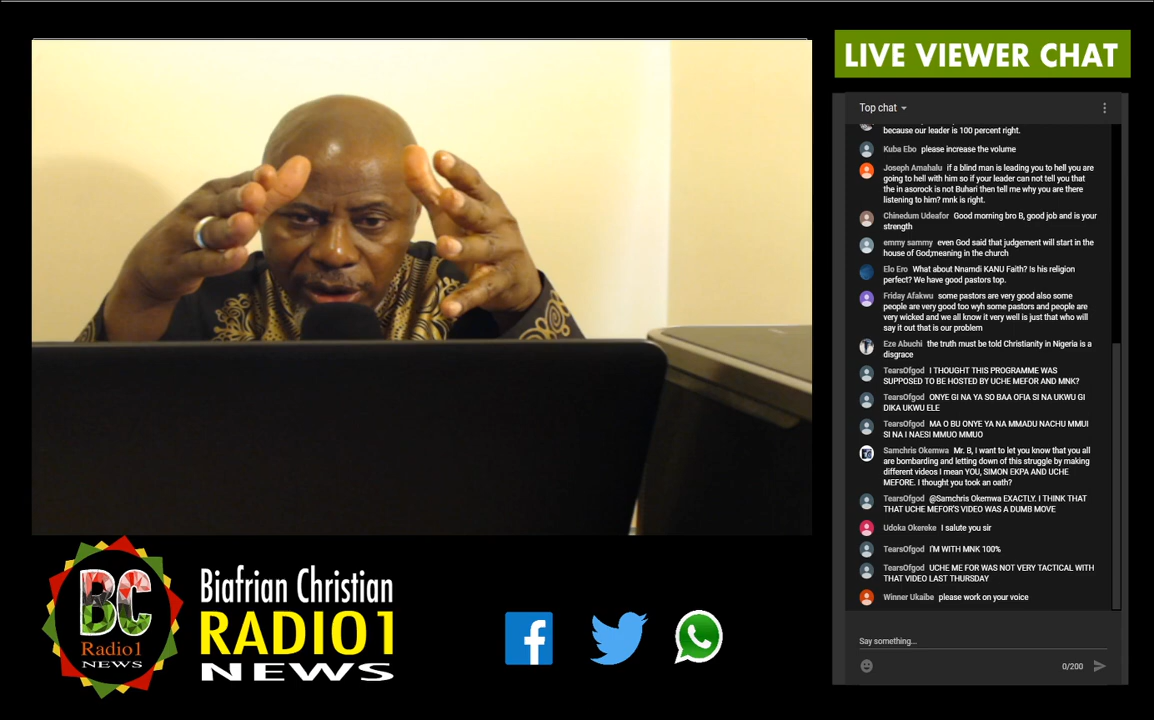 LIVE VIEWER CHAT
Top chat
because our leader is 100 percent right.
Kuba Ebo please increase the volume
Joseph Amahalu if a blind man is leading you to hell you are
going to hell with him so if your leader can not tell you that
the in asorock is not Buhari then tell me why you are there
listening to him? mnk is right.
Chinedum Udeafor Good morning bro B, good job and is your
strength
emmy sammy even God said that judgement will start in the
house of God,meaning in the church
Elo Ero What about Nnamdi KANU Faith? Is his religion
perfect? We have good pastors top.
Friday Afakwu some pastors are very good also some
people are very good too wyh some pastors and people are
very wicked and we all know it very well is just that who will
say it out that is our problem
Eze Abuchi the truth must be told Christianity in Nigeria is a
disgrace
TearsOfgod I THOUGHT THIS PROGRAMME WAS
SUPPOSED TO BE HOSTED BY UCHE MEFOR AND MNK?
TearsOfgod ONYE GI NA YA SO BAA OFIA SI NA UKWU GI
DIKA UKWU ELE
TearsOfgod MA O BU ONYE YA NA MMADU NACHU MMUI
SI NA I NAESI MMUO MMUO
Samchris Okemwa Mr. B, I want to let you know that you all
are bombarding and letting down of this struggle by making
different videos I mean YOU, SIMON EKPA AND UCHE
MEFORE. I thought you took an oath?
TearsOfgod @Samchris Okemwa EXACTLY. I THINK THAT
THAT UCHE MEFOR'S VIDEO WAS A DUMB MOVE
Udoka Okereke I salute you sir
TearsOfgod I'M WITH MNK 100%
TearsOfgod UCHE ME FOR WAS NOT VERY TACTICAL WITH
THAT VIDEO LAST THURSDAY
Winner Ukaibe please work on your voice
Say something...
0/200
BC
Radio1
NEWS
Biafrian Christian
RADIO1
NEWS